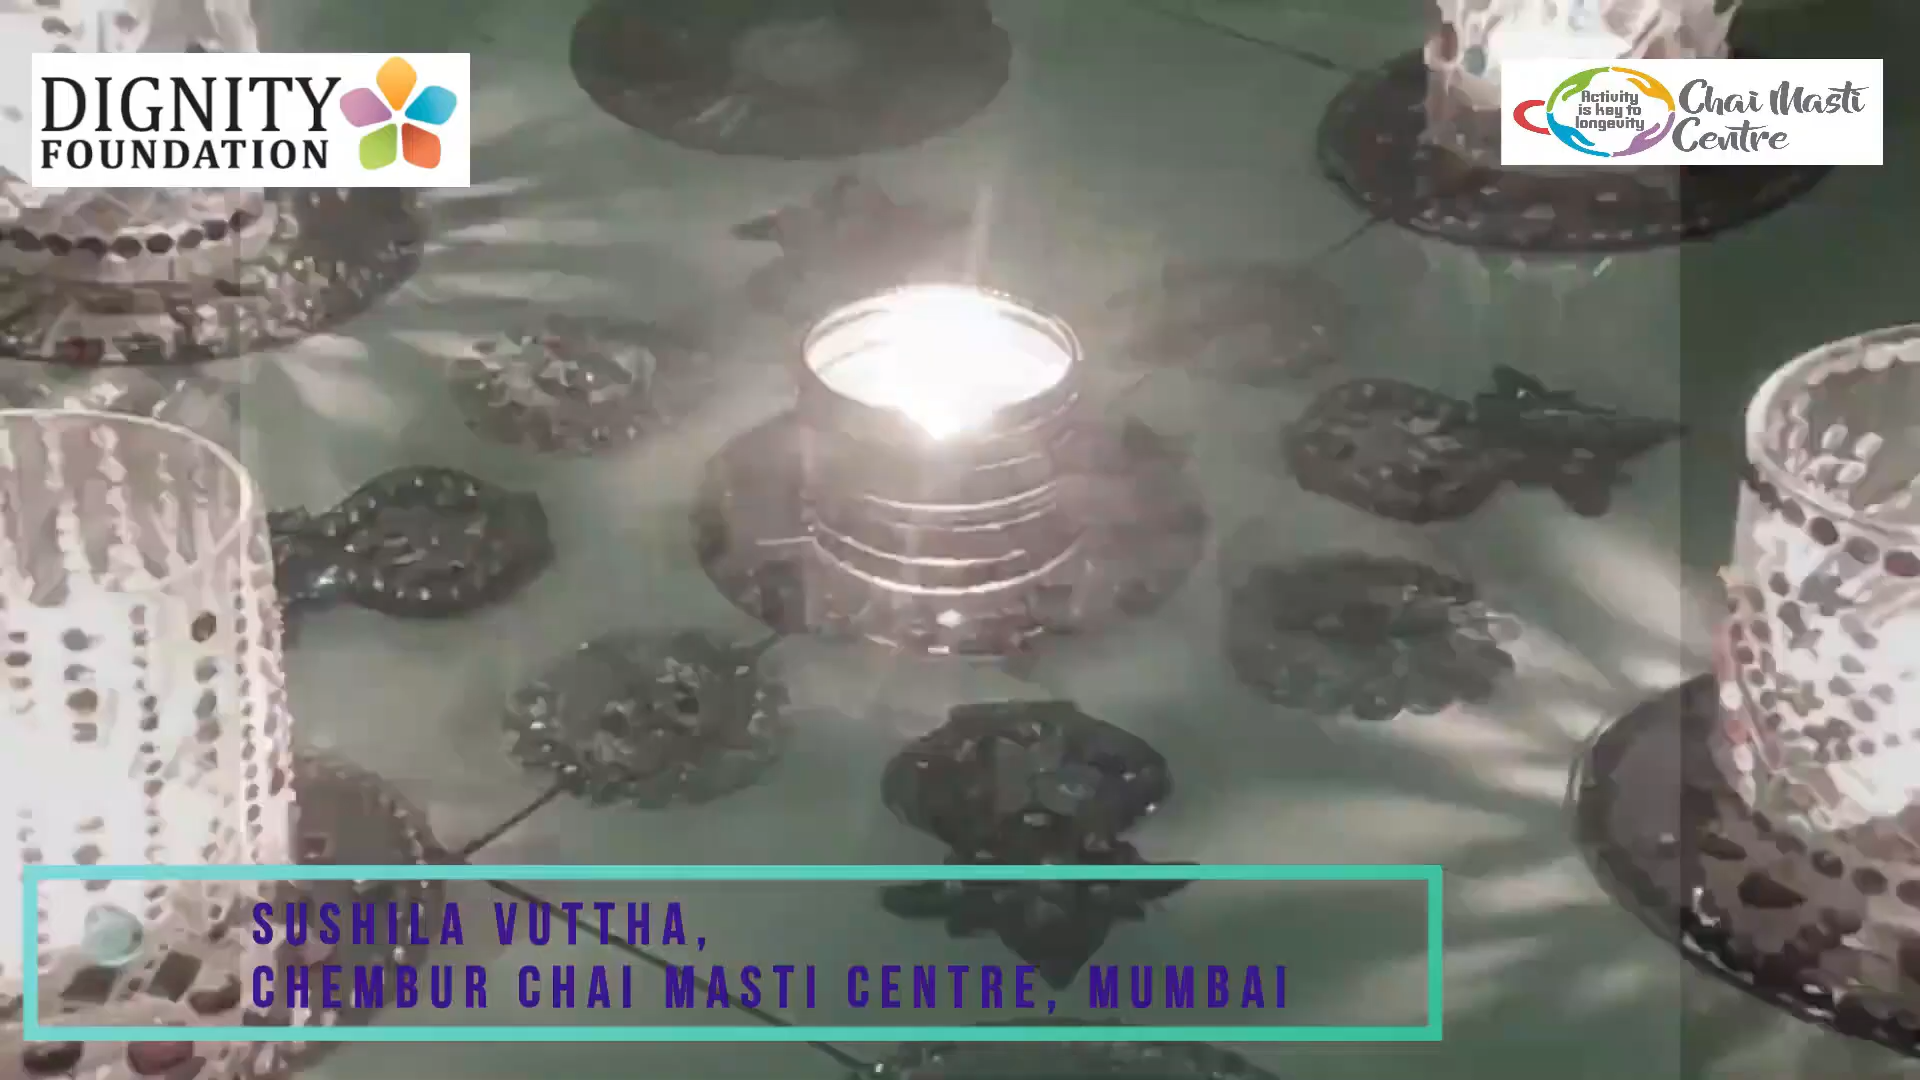 DIGNITY
FOUNDATION
Activity
is key to
longevity
Chai Masti
Centre
SUSHILA VUTTHA,
CHEMBUR CHAI MASTI CENTRE, MUMBAI